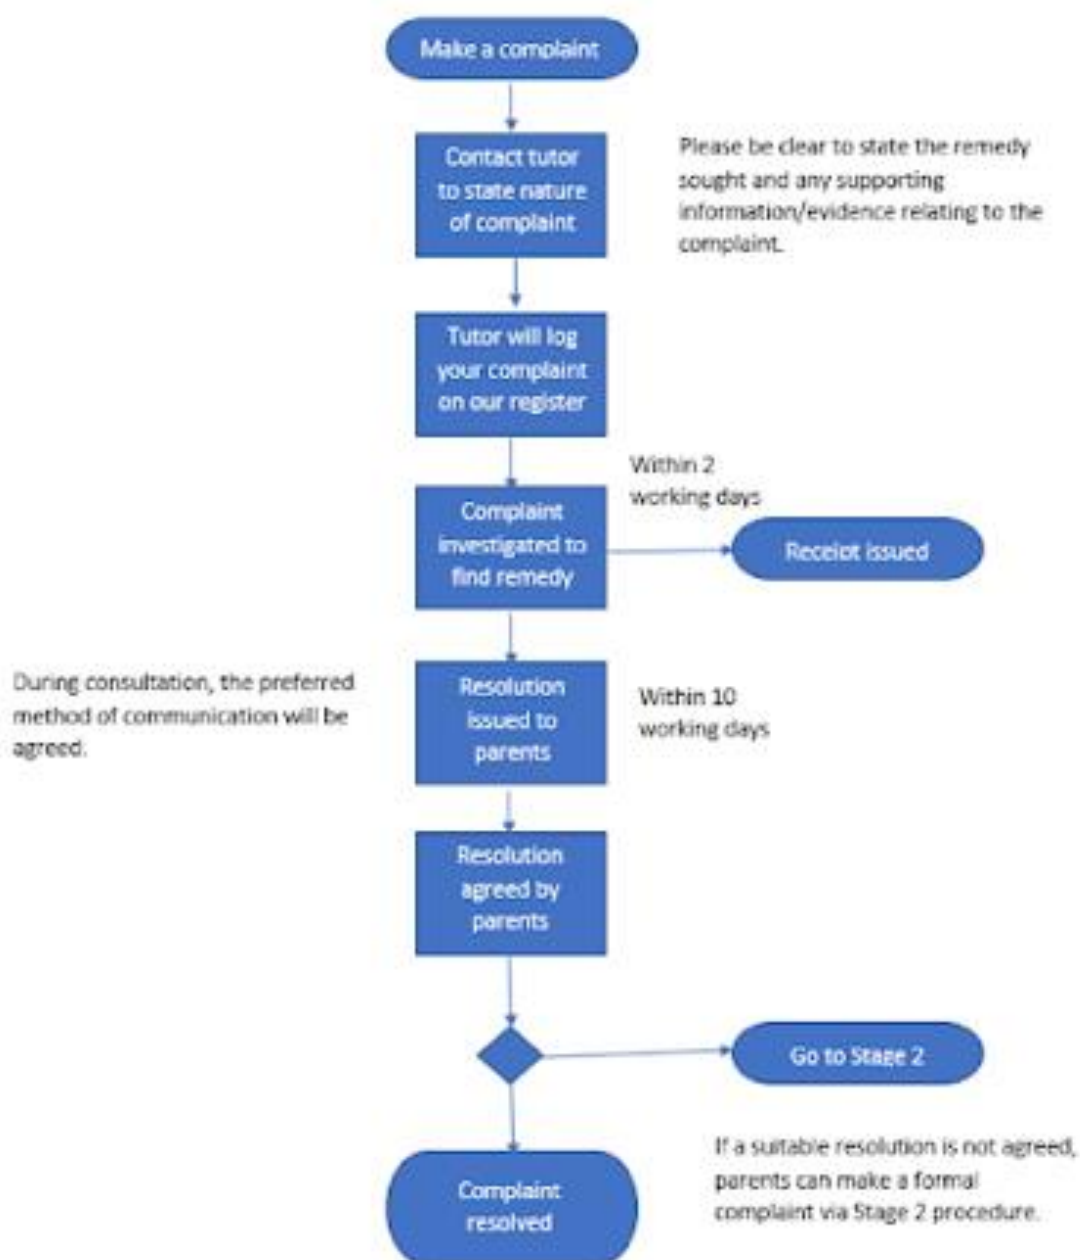 Make a complaint
Contact tutor
to state nature
of complaint
Please be clear to state the remedy
sought and any supporting
information/evidence relating to the
complaint.
Tutor will log
your complaint
on our register
Within 2
working days
Complaint
investigated to
find remedy
Receipt issued
During consultation, the preferred
method of communication will be
agreed.
Resolution
issued to
parents
Within 10
working days
Resolution
agreed by
parents
Go to Stage 2
If a suitable resolution is not agreed,
parents can make a formal
complaint via Stage 2 procedure.
Complaint
resolved